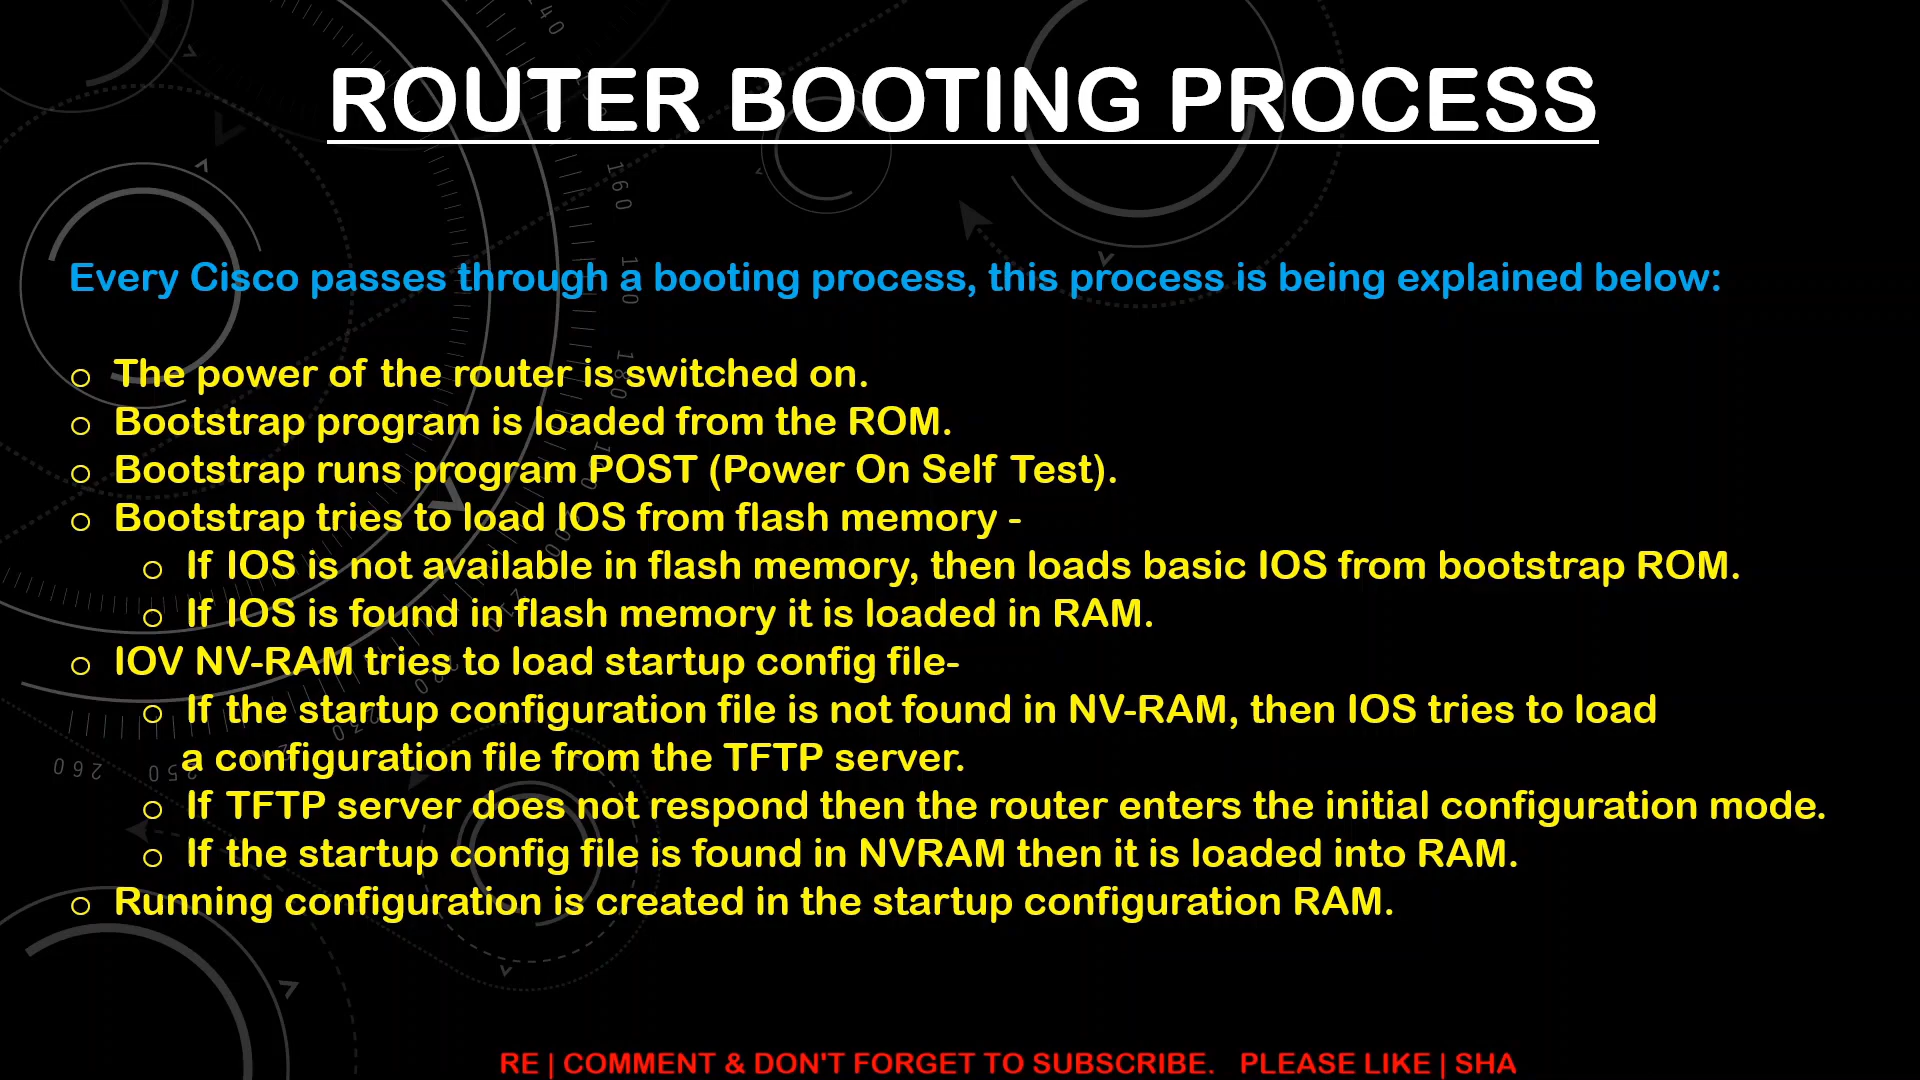 ROUTER BOOTING PROCESS
Every Cisco passes through a booting process, this process is being explained below:
o The power of the router is switched on.
o Bootstrap program is loaded from the ROM.
o Bootstrap runs program POST (Power On Self Test).
o Bootstrap tries to load IOS from flash memory -
o If IOS is not available in flash memory, then loads basic IOS from bootstrap ROM.
o If IOS is found in flash memory it is loaded in RAM.
o IOV NV-RAM tries to load startup config file-
o If the startup configuration file is not found in NV-RAM, then IOS tries to load
a configuration file from the TFTP server.
o If TFTP server does not respond then the router enters the initial configuration mode.
o If the startup config file is found in NVRAM then it is loaded into RAM.
o Running configuration is created in the startup configuration RAM.
RE | COMMENT & DON'T FORGET TO SUBSCRIBE. PLEASE LIKE | SHA